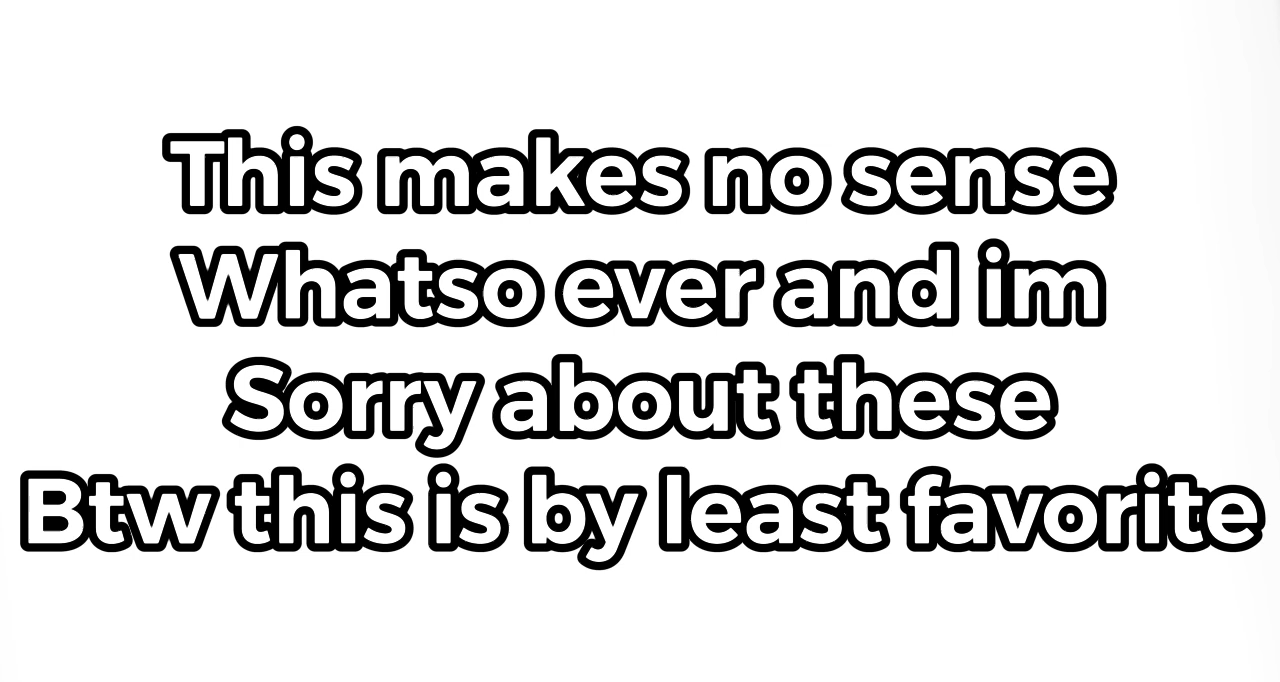 This makes no sense
Whatso ever and im
Sorry about these
Btw this is by least favorite